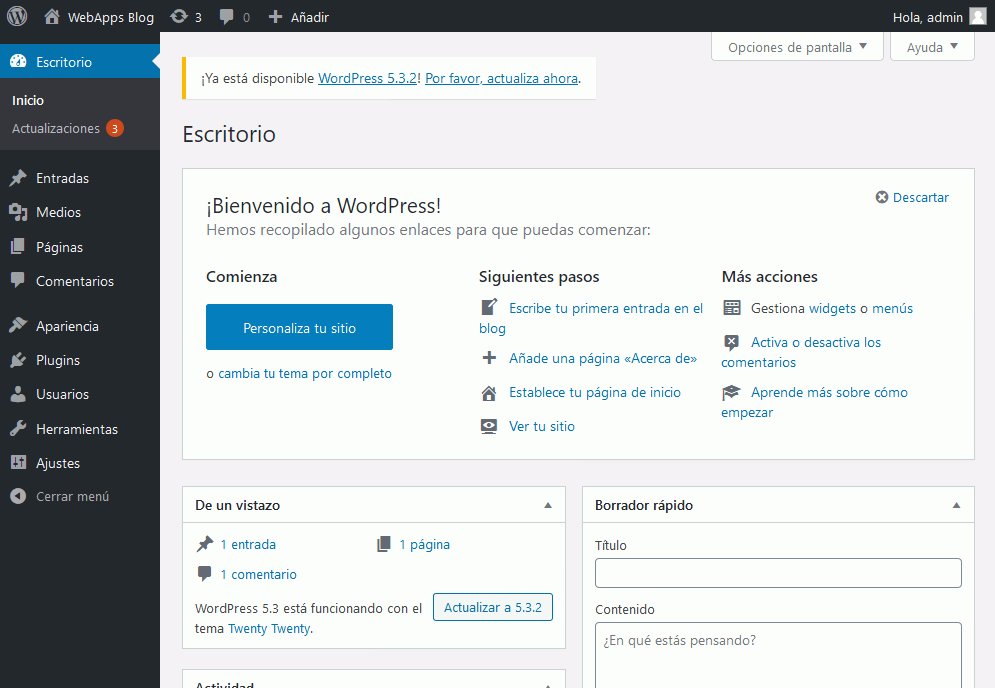 WebApps Blog 3 0 Añadir Hola, admin
Opciones de pantalla Ayuda
Escritorio
Inicio
Actualizaciones 3
Entradas
Medios
Páginas
Comentarios
Apariencia
Plugins
Usuarios
Herramientas
Ajustes
Cerrar menú
¡Ya está disponible WordPress 5.3.2! Por favor, actualiza ahora.
Escritorio
¡Bienvenido a WordPress!
Descartar
Hemos recopilado algunos enlaces para que puedas comenzar:
Comienza
Personaliza tu sitio
o cambia tu tema por completo
Siguientes pasos
Escribe tu primera entrada en el
blog
Añade una página «Acerca de»
Establece tu página de inicio
Ver tu sitio
Más acciones
Gestiona widgets o menús
Activa o desactiva los
comentarios
Aprende más sobre cómo
empezar
De un vistazo
1 entrada
1 página
1 comentario
WordPress 5.3 está funcionando con el
tema Twenty Twenty.
Actualizar a 5.3.2
Actividad
Borrador rápido
Título
Contenido
¿En qué estás pensando?